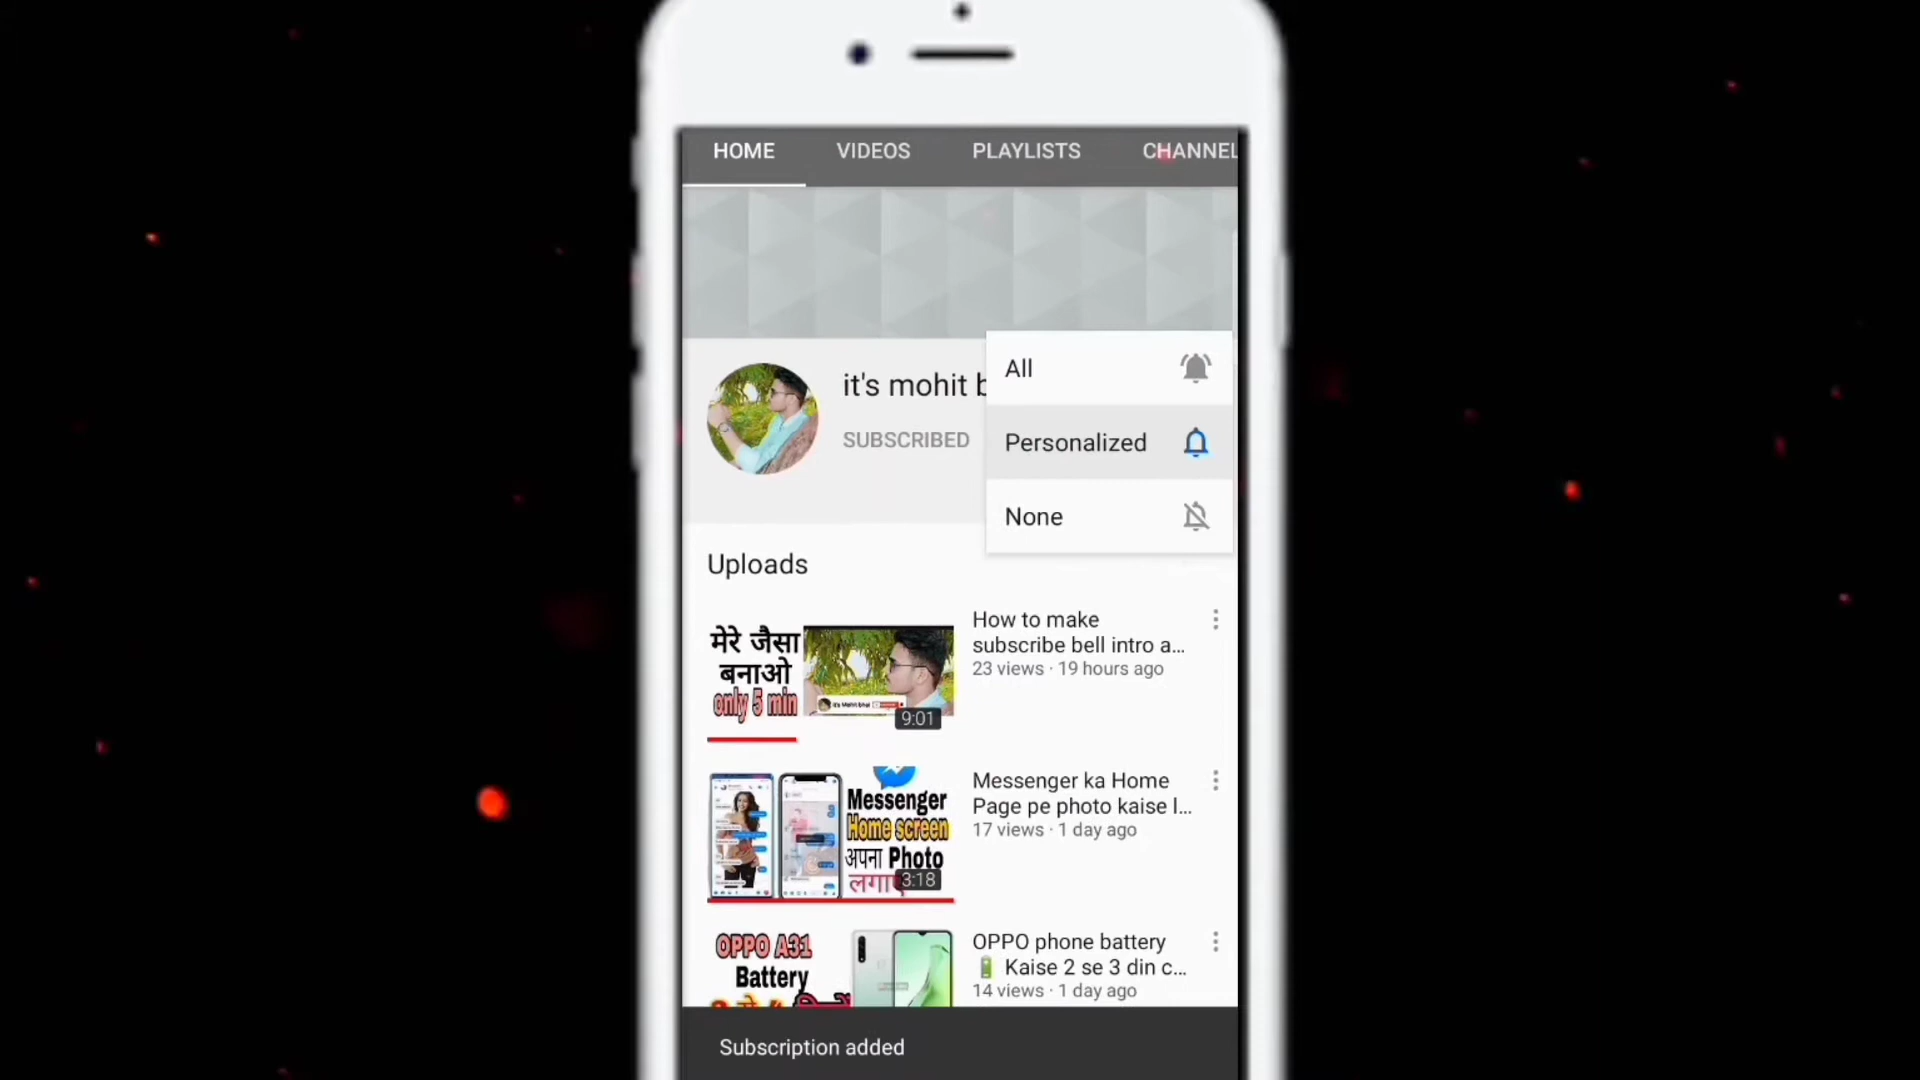 HOME VIDEOS PLAYLISTS CHANNEL
it's mohit b
SUBSCRIBED
All
Personalized
None
Uploads
मेरे जैसा
बनाओ
only 5 min
it's Mohit bhai
9:01
How to make
subscribe bell intro a...
23 views · 19 hours ago
Messenger
Home screen
अपना Photo
3:18
Messenger ka Home
Page pe photo kaise l...
17 views · 1 day ago
OPPO A31
Battery
OPPO phone battery
🔋 Kaise 2 se 3 din c...
14 views · 1 day ago
Subscription added